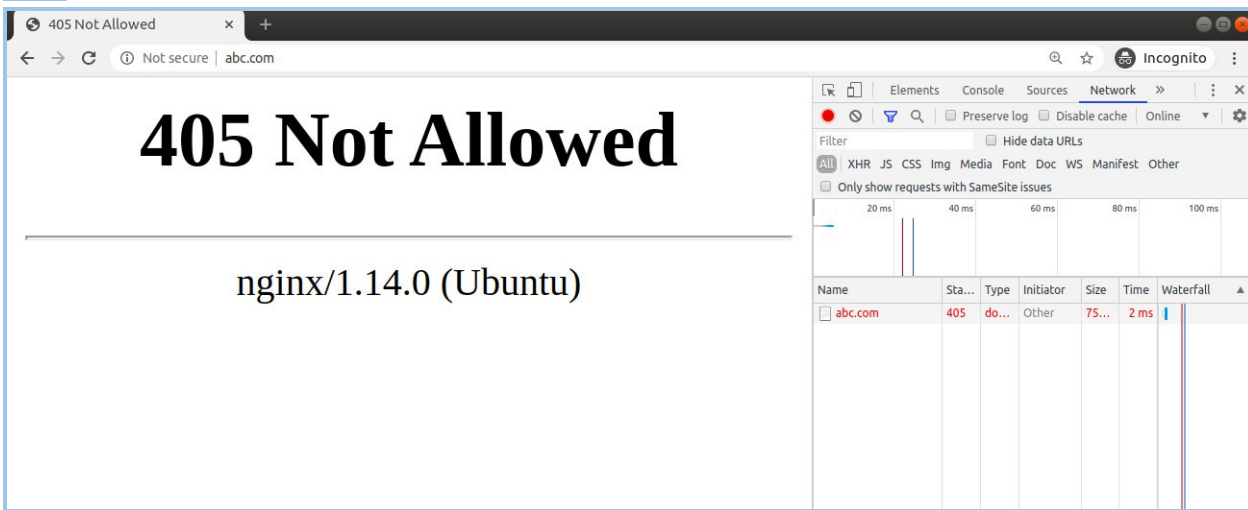 405 Not Allowed × +
Not secure | abc.com Incognito
405 Not Allowed
nginx/1.14.0 (Ubuntu)
Elements Console Sources Network »
Preserve log Disable cache Online
Filter Hide data URLs
All XHR JS CSS Img Media Font Doc WS Manifest Other
Only show requests with SameSite issues
20 ms 40 ms 60 ms 80 ms 100 ms
Name Sta... Type Initiator Size Time Waterfall
abc.com 405 do... Other 75... 2 ms